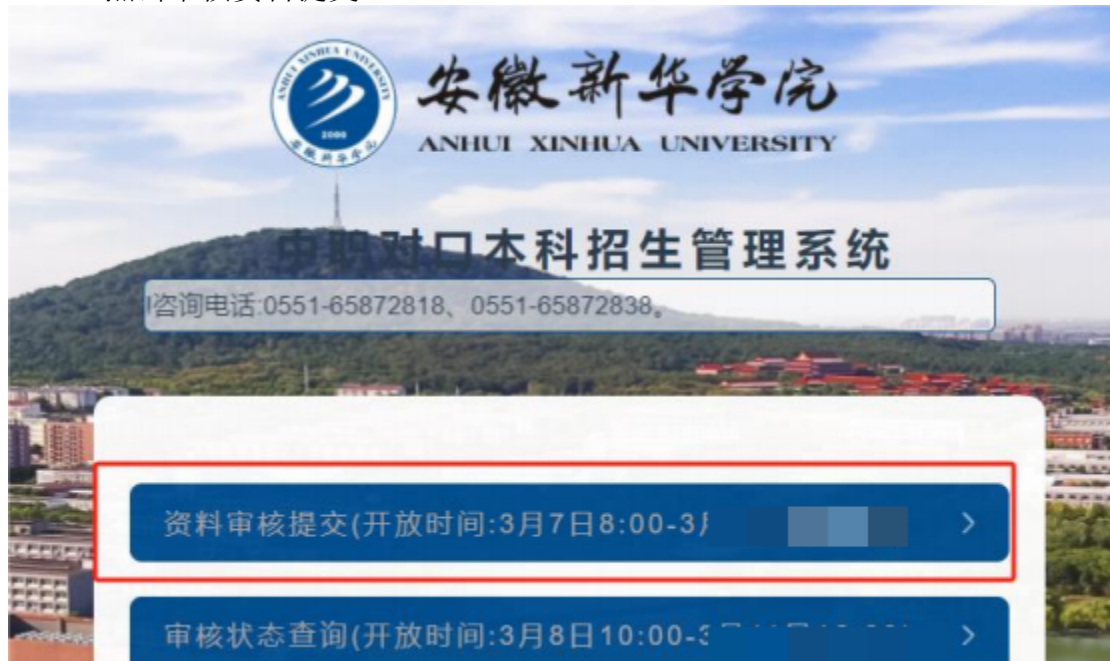 安徽新华学院
ANHUI XINHUA UNIVERSITY
中职对口本科招生管理系统
咨询电话:0551-65872818、0551-65872838。
资料审核提交(开放时间:3月7日8:00-3
审核状态查询(开放时间:3月8日10:00-